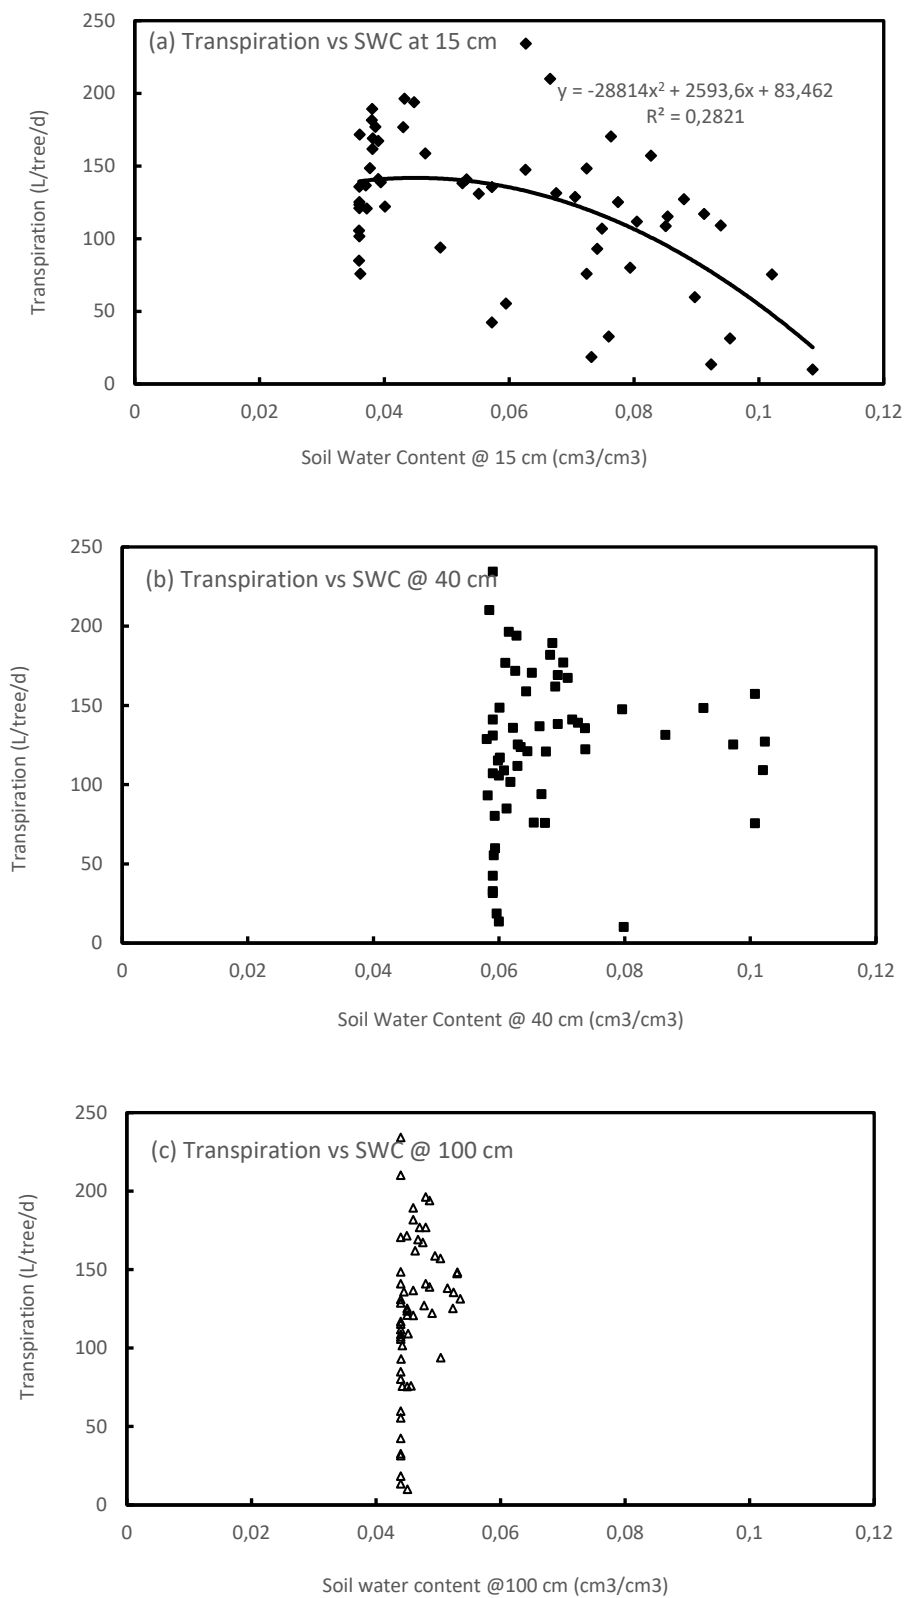 250
200
150
100
50
0
Transpiration (L/tree/d)
(a) Transpiration vs SWC at 15 cm
y = -28814x² + 2593,6x + 83,462
R² = 0,2821
0 0,02 0,04 0,06 0,08 0,1 0,12
Soil Water Content @ 15 cm (cm3/cm3)
250
200
150
100
50
0
Transpiration (L/tree/d)
(b) Transpiration vs SWC @ 40 cm
0 0,02 0,04 0,06 0,08 0,1 0,12
Soil Water Content @ 40 cm (cm3/cm3)
250
200
150
100
50
0
Transpiration (L/tree/d)
(c) Transpiration vs SWC @ 100 cm
0 0,02 0,04 0,06 0,08 0,1 0,12
Soil water content @100 cm (cm3/cm3)